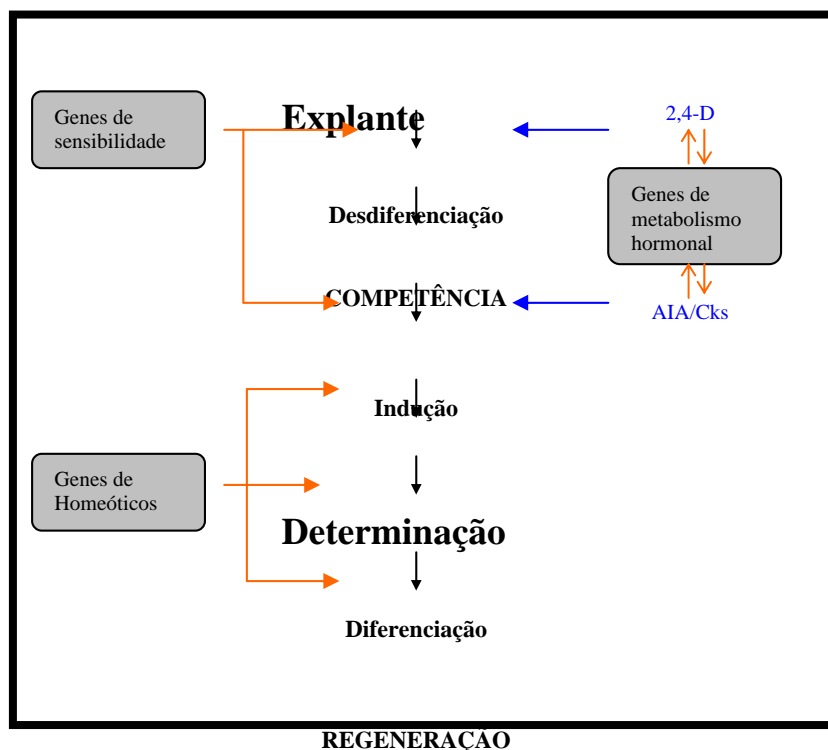 Genes de
sensibilidade
Explante
2,4-D
Desdiferenciação
Genes de
metabolismo
hormonal
COMPETÊNCIA
AIA/Cks
Indução
Genes de
Homeóticos
Determinação
Diferenciação
REGENERAÇÃO